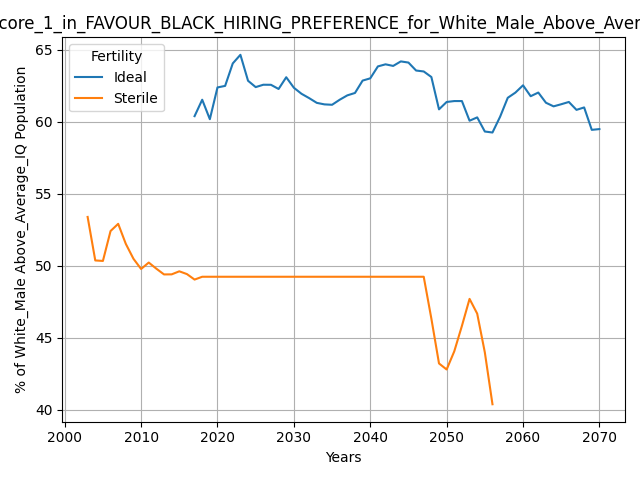 core_1_in_FAVOUR_BLACK_HIRING_PREFERENCE_for_White_Male_Above_Aver
Fertility
Ideal
Sterile
% of White_Male Above_Average_IQ Population
65
60
55
50
45
40
2000 2010 2020 2030 2040 2050 2060 2070
Years